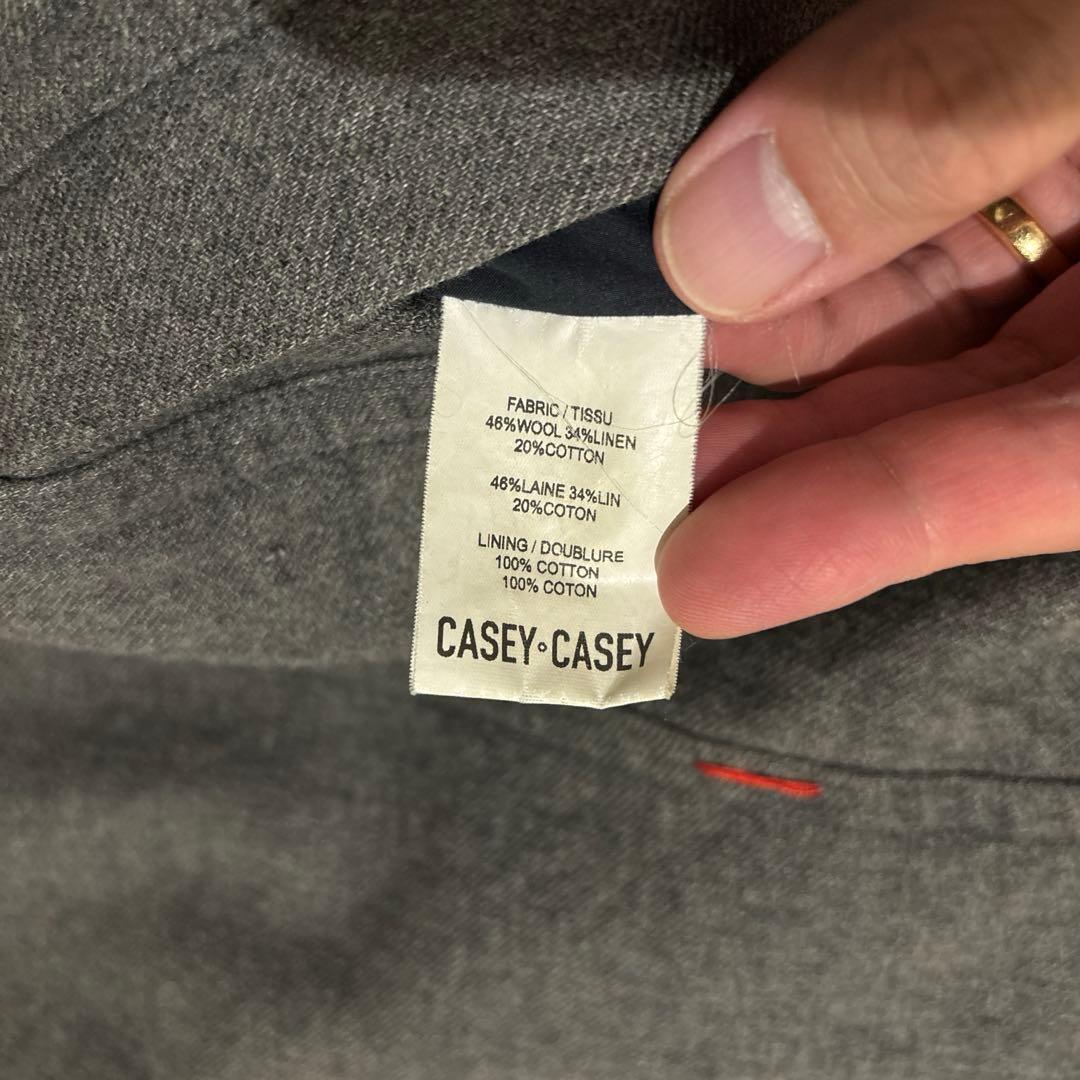 FABRIC / TISSU
46%WOOL 34%LINEN
20%COTTON
46%LAINE 34%LIN
20%COTON
LINING / DOUBLURE
100% COTTON
100% COTON
CASEY◦CASEY